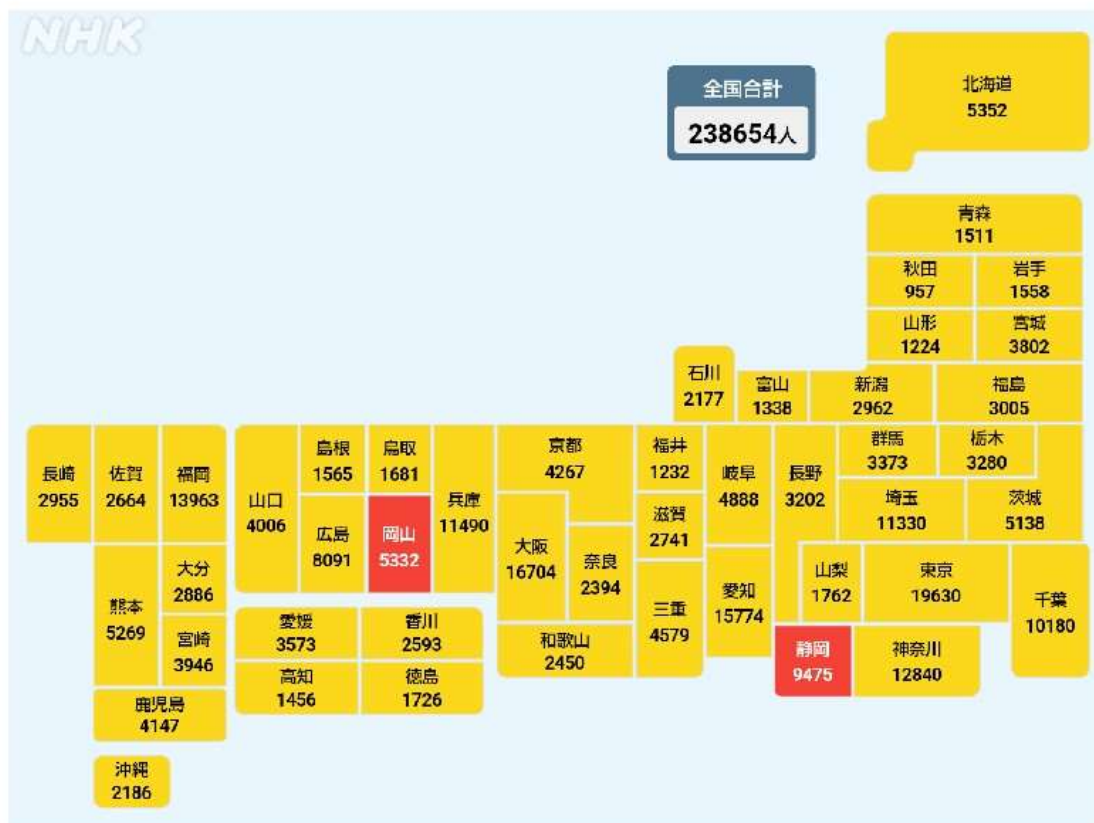 NHK
全国合計
238654人
北海道
5352
青森
1511
秋田
957
岩手
1558
山形
1224
宮城
3802
石川
2177
富山
1338
新潟
2962
福島
3005
長崎
2955
佐賀
2664
福岡
13963
山口
4006
島根
1565
鳥取
1681
兵庫
11490
京都
4267
福井
1232
岐阜
4888
長野
3202
群馬
3373
栃木
3280
広島
8091
岡山
5332
滋賀
2741
埼玉
11330
茨城
5138
大阪
16704
奈良
2394
熊本
5269
大分
2886
三重
4579
愛知
15774
山梨
1762
東京
19630
千葉
10180
宮崎
3946
愛媛
3573
香川
2593
和歌山
2450
静岡
9475
神奈川
12840
高知
1456
徳島
1726
鹿児島
4147
沖縄
2186